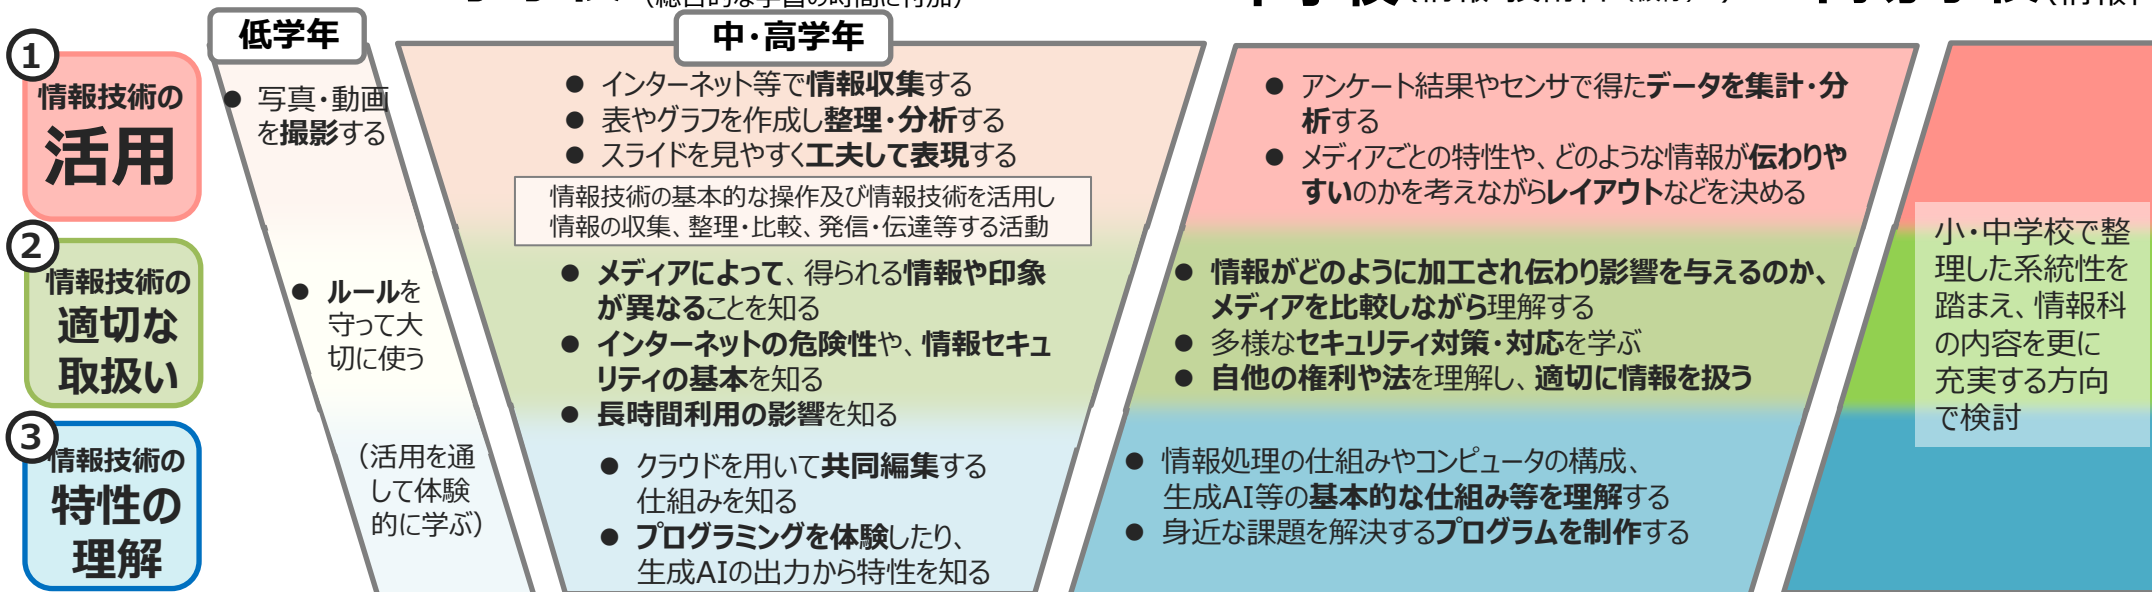 低学年
中・高学年
①
情報技術の
活用
● 写真・動画
を撮影する
● インターネット等で情報収集する
● 表やグラフを作成し整理・分析する
● スライドを見やすく工夫して表現する
情報技術の基本的な操作及び情報技術を活用し
情報の収集、整理・比較、発信・伝達等する活動
● アンケート結果やセンサで得たデータを集計・分
析する
● メディアごとの特性や、どのような情報が伝わりや
すいのかを考えながらレイアウトなどを決める
②
情報技術の
適切な
取扱い
● ルールを
守って大
切に使う
● メディアによって、得られる情報や印象
が異なることを知る
● インターネットの危険性や、情報セキュ
リティの基本を知る
● 長時間利用の影響を知る
● 情報がどのように加工され伝わり影響を与えるのか、
メディアを比較しながら理解する
● 多様なセキュリティ対策・対応を学ぶ
● 自他の権利や法を理解し、適切に情報を扱う
③
情報技術の
特性の
理解
（活用を通
して体験
的に学ぶ）
● クラウドを用いて共同編集する
仕組みを知る
● プログラミングを体験したり、
生成AIの出力から特性を知る
● 情報処理の仕組みやコンピュータの構成、
生成AI等の基本的な仕組み等を理解する
● 身近な課題を解決するプログラムを制作する
小・中学校で整
理した系統性を
踏まえ、情報科
の内容を更に
充実する方向
で検討